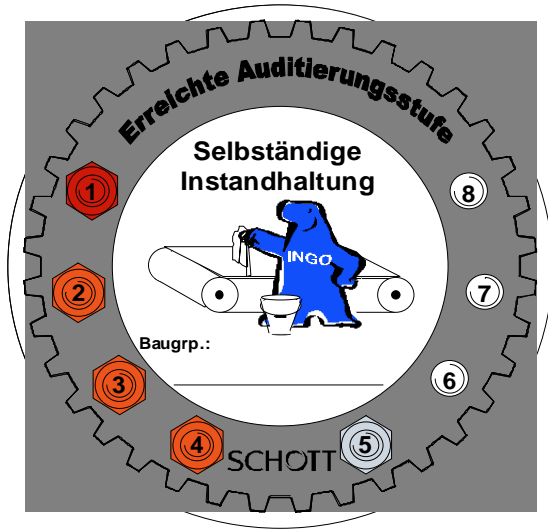 Erreichte Auditierungsstufe
Selbständige
Instandhaltung
1
8
INGO
2
7
Baugrp.:
3
6
4
SCHOTT
5